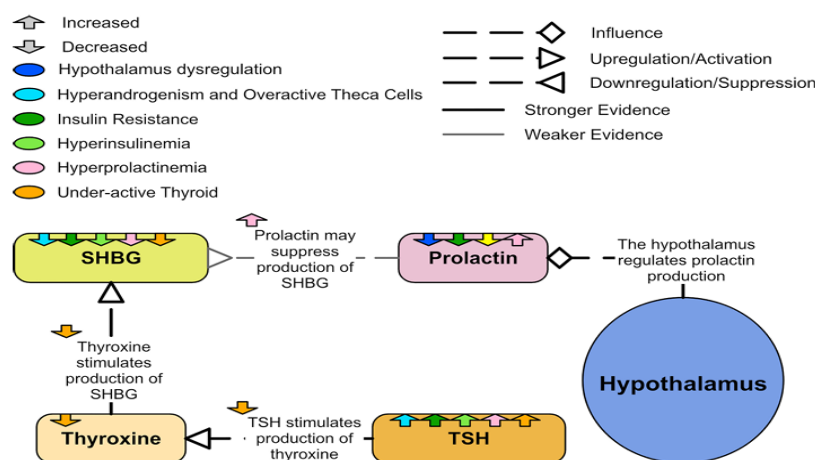 Increased
Decreased
Hypothalamus dysregulation
Hyperandrogenism and Overactive Theca Cells
Insulin Resistance
Hyperinsulinemia
Hyperprolactinemia
Under-active Thyroid
Influence
Upregulation/Activation
Downregulation/Suppression
Stronger Evidence
Weaker Evidence
SHBG
Prolactin may
suppress
production of
SHBG
Prolactin
The hypothalamus
regulates prolactin
production
Hypothalamus
Thyroxine
stimulates
production of
SHBG
Thyroxine
TSH stimulates
production of
thyroxine
TSH